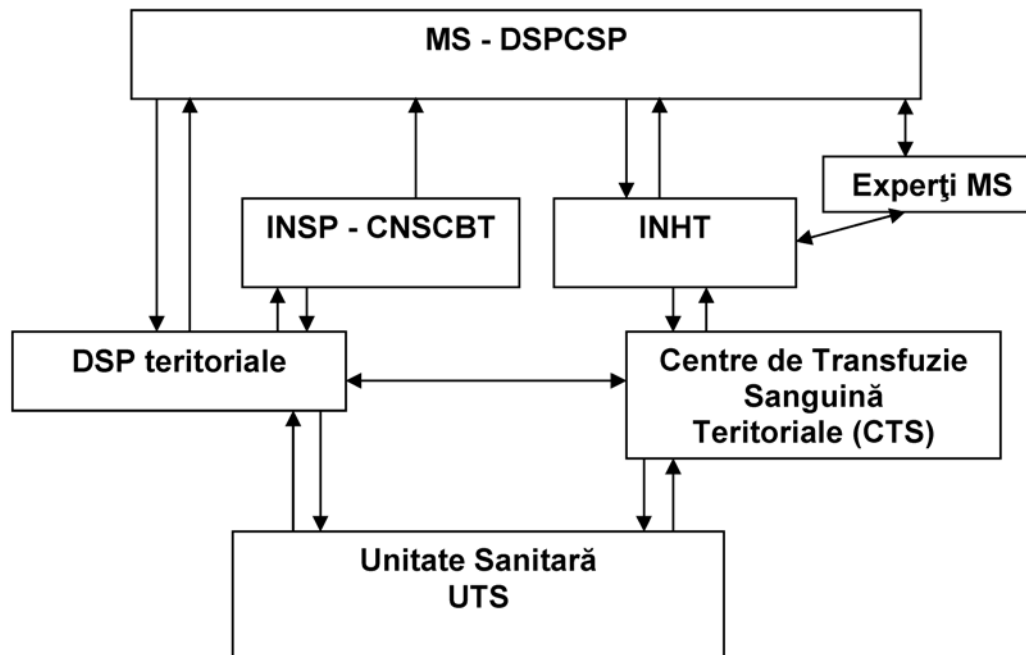 MS - DSPCSP
Experţi MS
INSP - CNSCBT
INHT
DSP teritoriale
Centre de Transfuzie
Sanguină
Teritoriale (CTS)
Unitate Sanitară
UTS